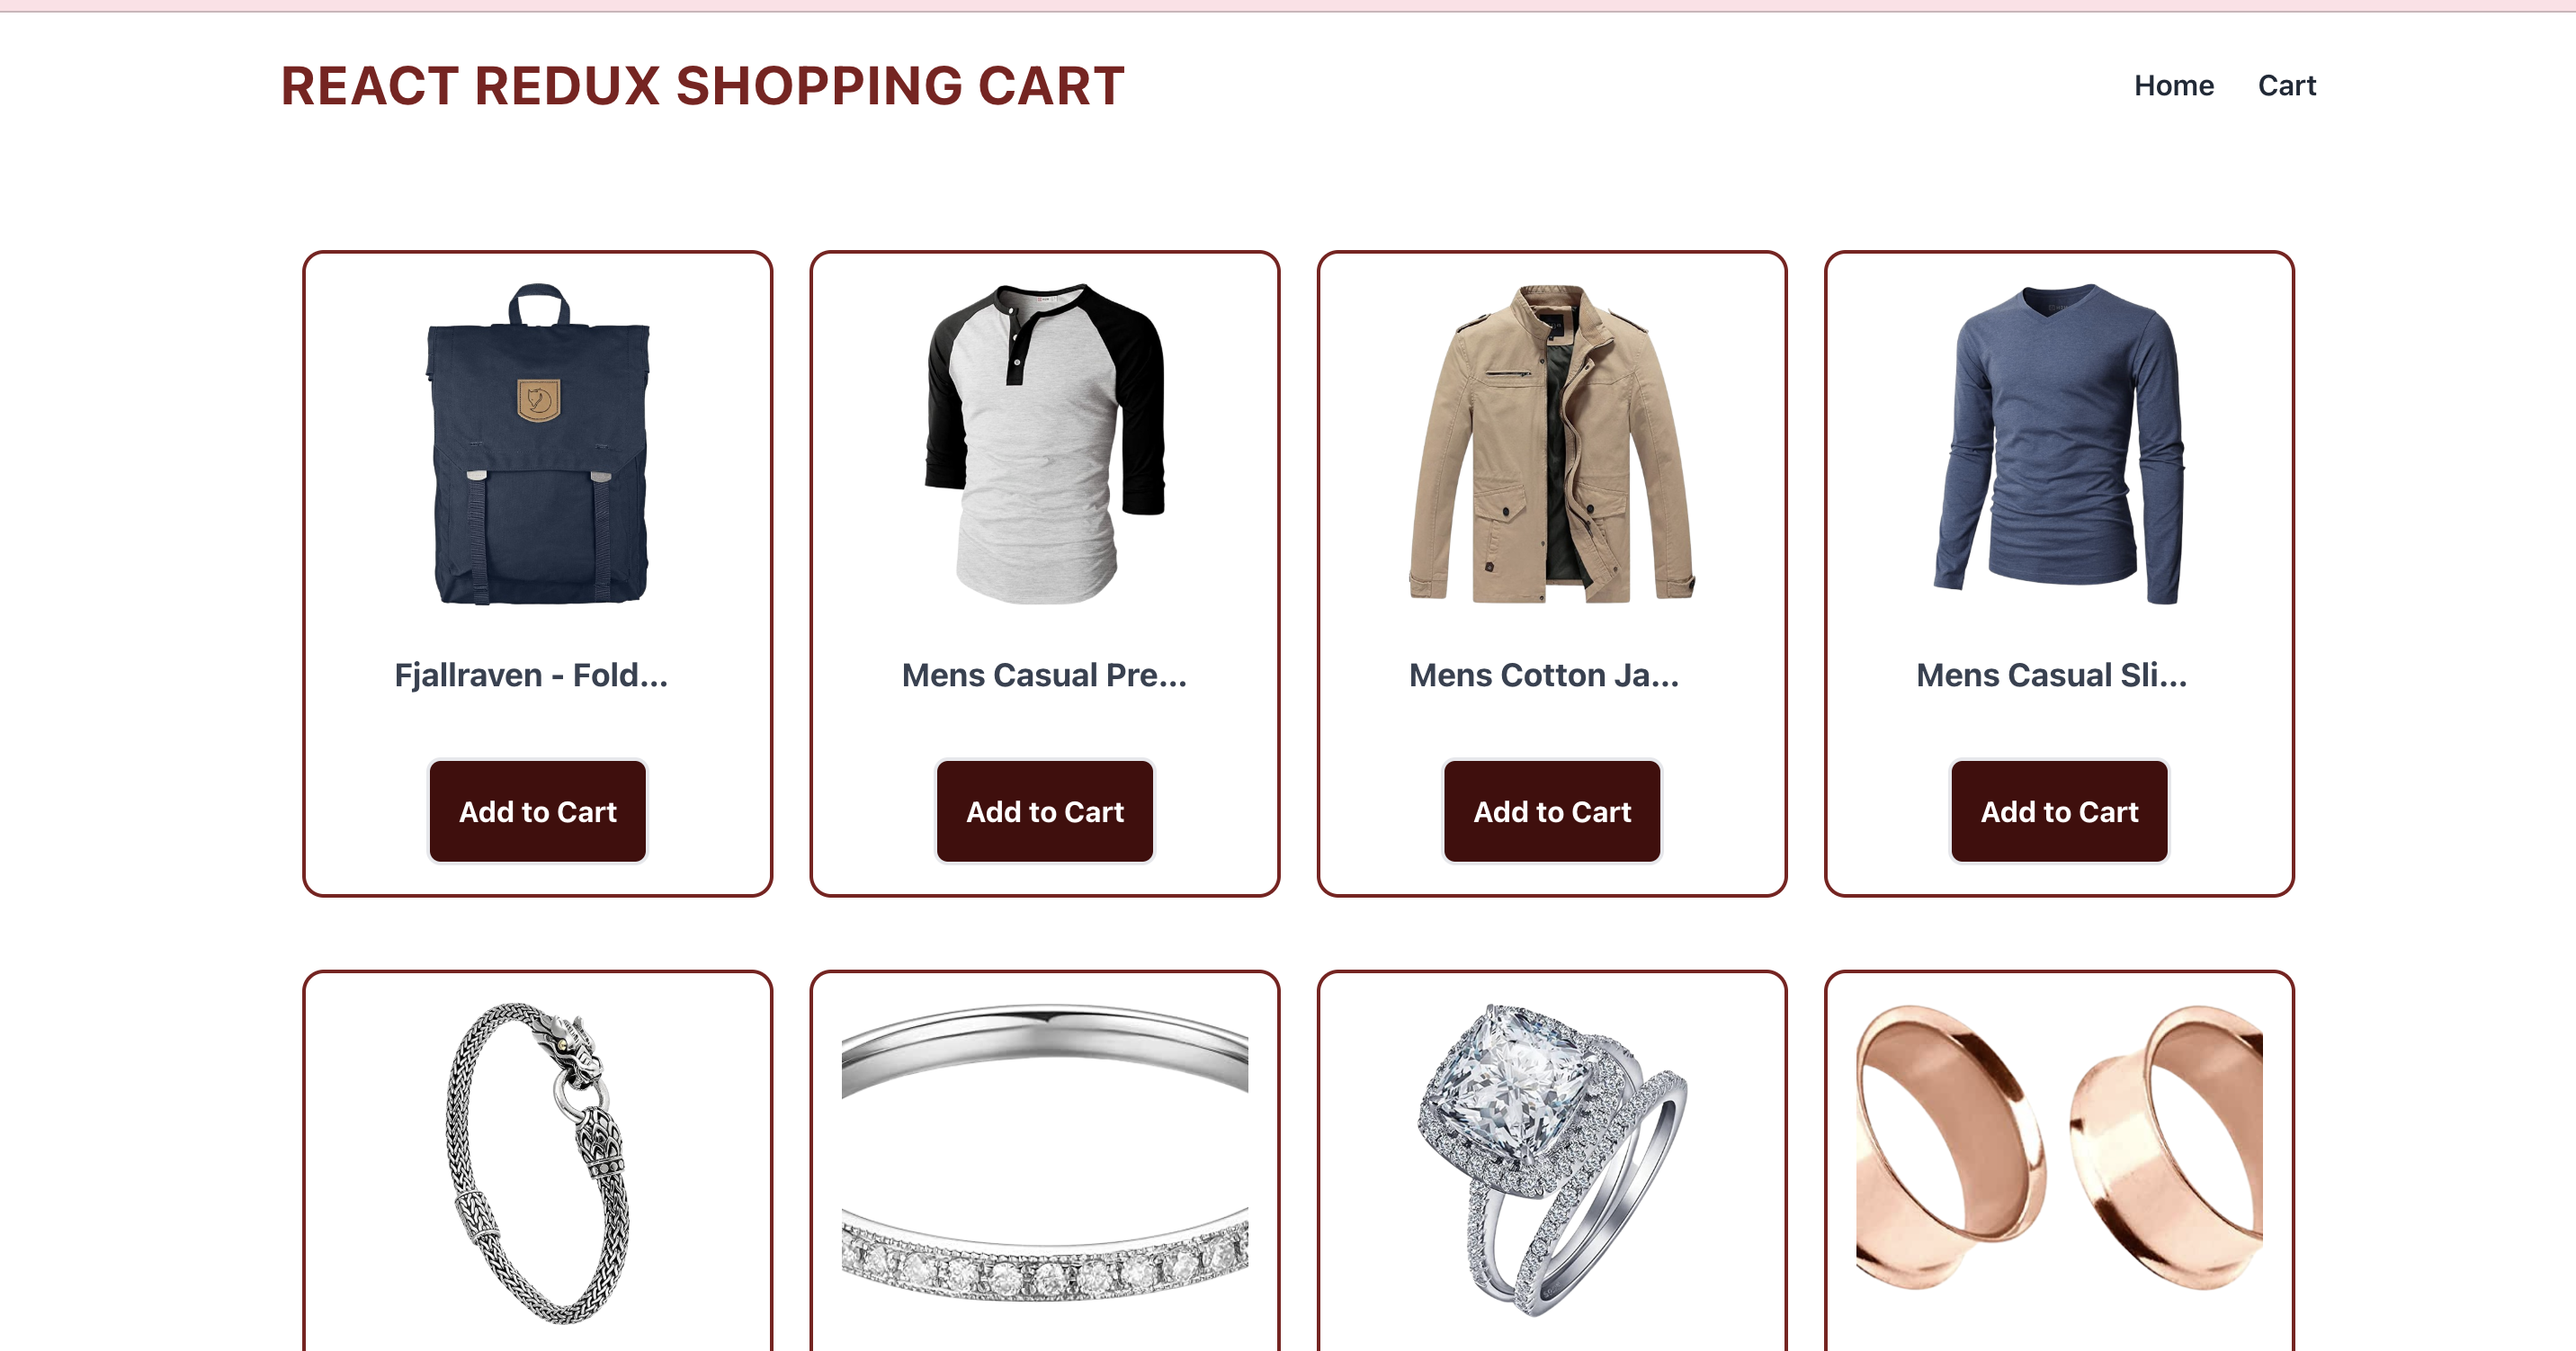 REACT REDUX SHOPPING CART
Home Cart
Fjallraven - Fold...
Mens Casual Pre...
Mens Cotton Ja...
Mens Casual Sli...
Add to Cart
Add to Cart
Add to Cart
Add to Cart